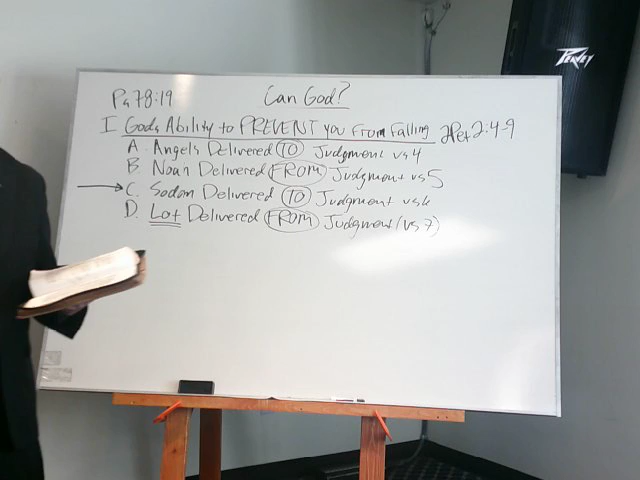 PEAVEY
Ps 78:19 Can God?
I Gods Ability to PREVENT you From Falling 2Pet 2:4-9
A. Angels Delivered TO Judgment vs 4
B. Noah Delivered FROM Judgment vs 5
→ C. Sodom Delivered TO Judgment vs 6
D. Lot Delivered FROM Judgment (vs 7)